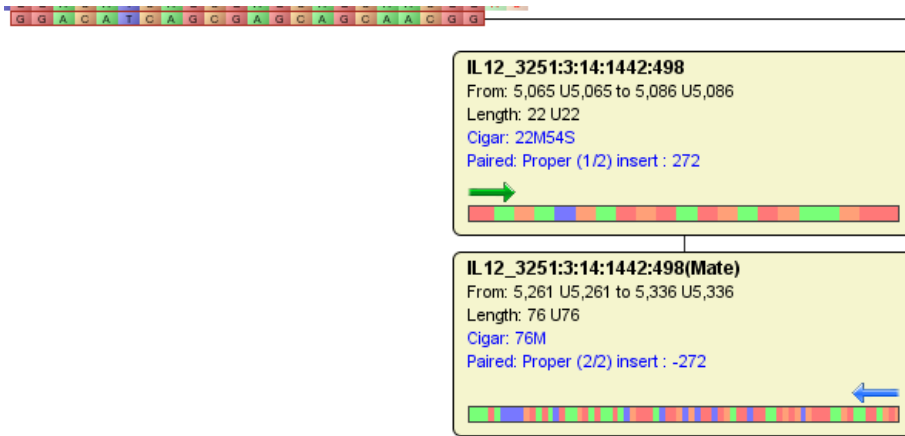 G G A C A T C A G C G A G C A G C A A C G G
IL12_3251:3:14:1442:498
From: 5,065 U5,065 to 5,086 U5,086
Length: 22 U22
Cigar: 22M54S
Paired: Proper (1/2) insert : 272
IL12_3251:3:14:1442:498(Mate)
From: 5,261 U5,261 to 5,336 U5,336
Length: 76 U76
Cigar: 76M
Paired: Proper (2/2) insert : -272